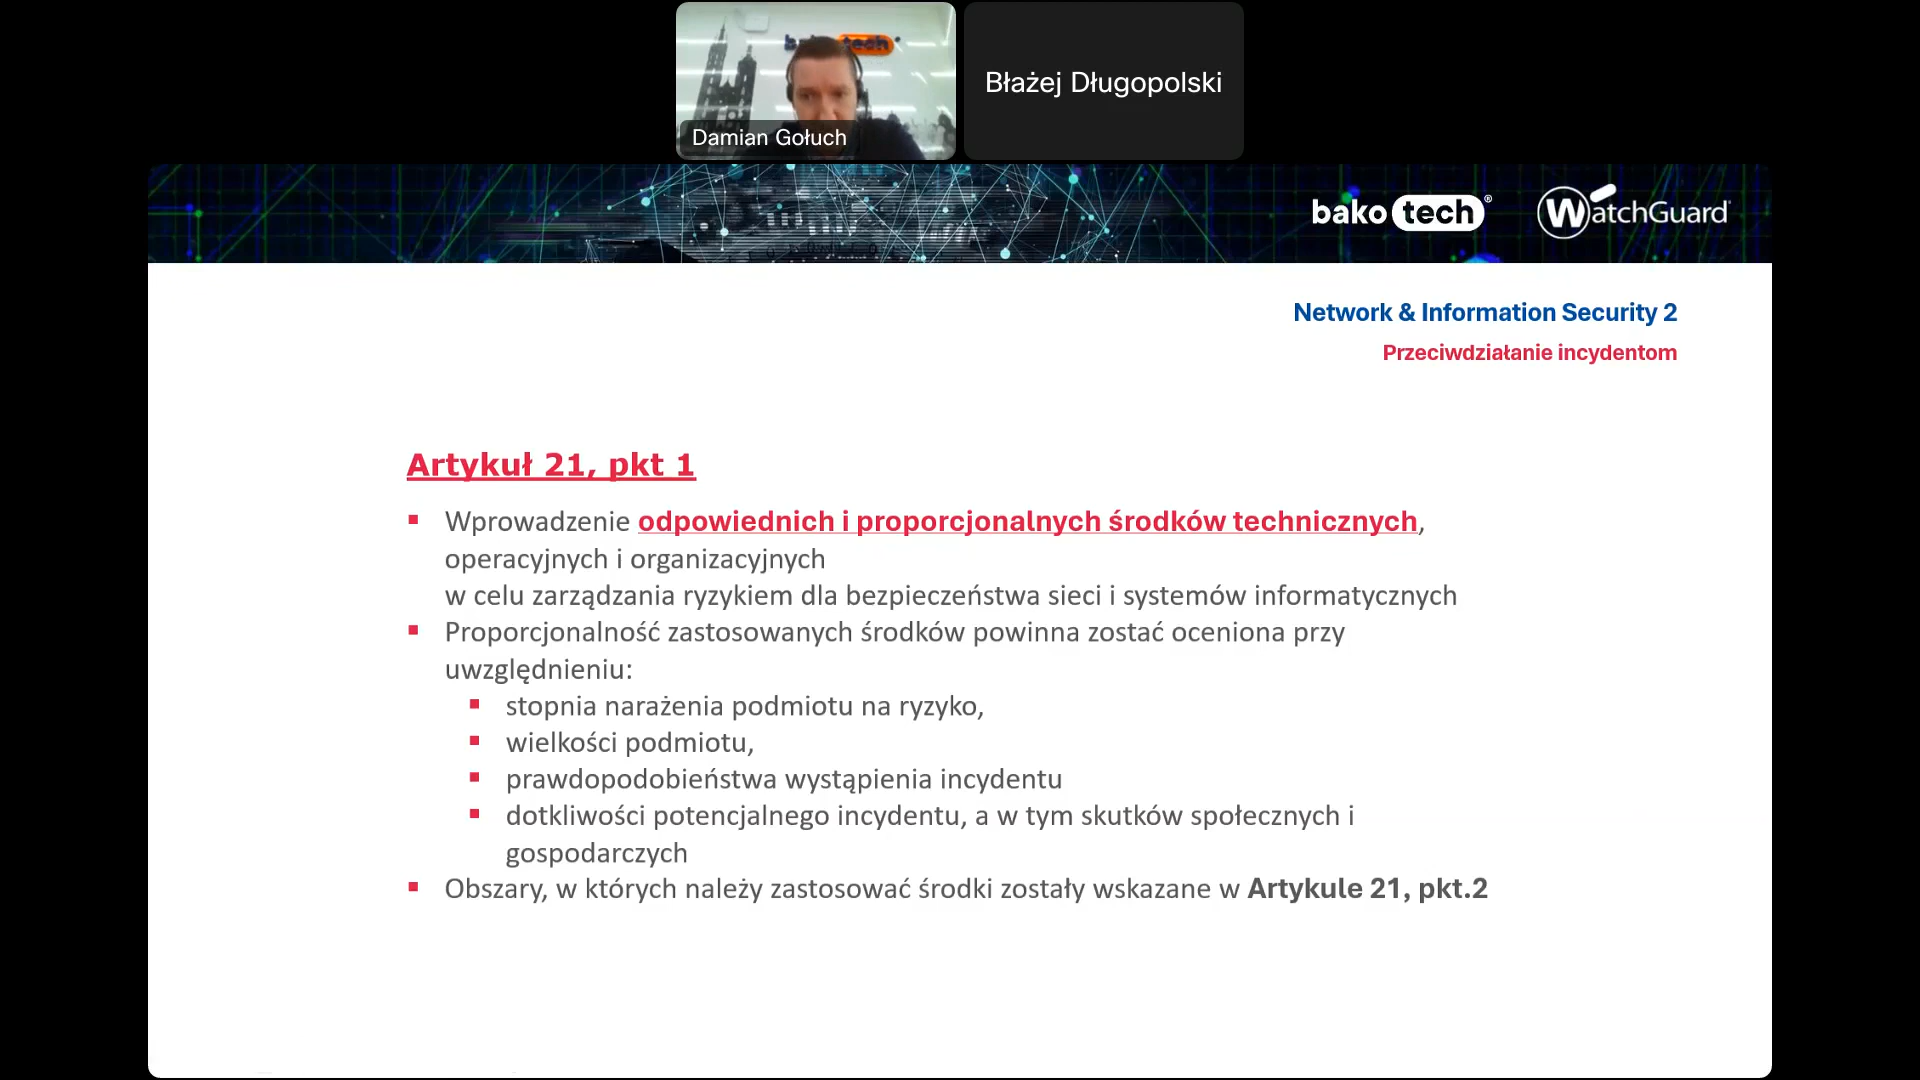 bakotech
Damian Gołuch
Błażej Długopolski
bakotech®
WatchGuard
Network & Information Security 2
Przeciwdziałanie incydentom
Artykuł 21, pkt 1
▪ Wprowadzenie odpowiednich i proporcjonalnych środków technicznych,
operacyjnych i organizacyjnych
w celu zarządzania ryzykiem dla bezpieczeństwa sieci i systemów informatycznych
▪ Proporcjonalność zastosowanych środków powinna zostać oceniona przy
uwzględnieniu:
▪ stopnia narażenia podmiotu na ryzyko,
▪ wielkości podmiotu,
▪ prawdopodobieństwa wystąpienia incydentu
▪ dotkliwości potencjalnego incydentu, a w tym skutków społecznych i
gospodarczych
▪ Obszary, w których należy zastosować środki zostały wskazane w Artykule 21, pkt.2